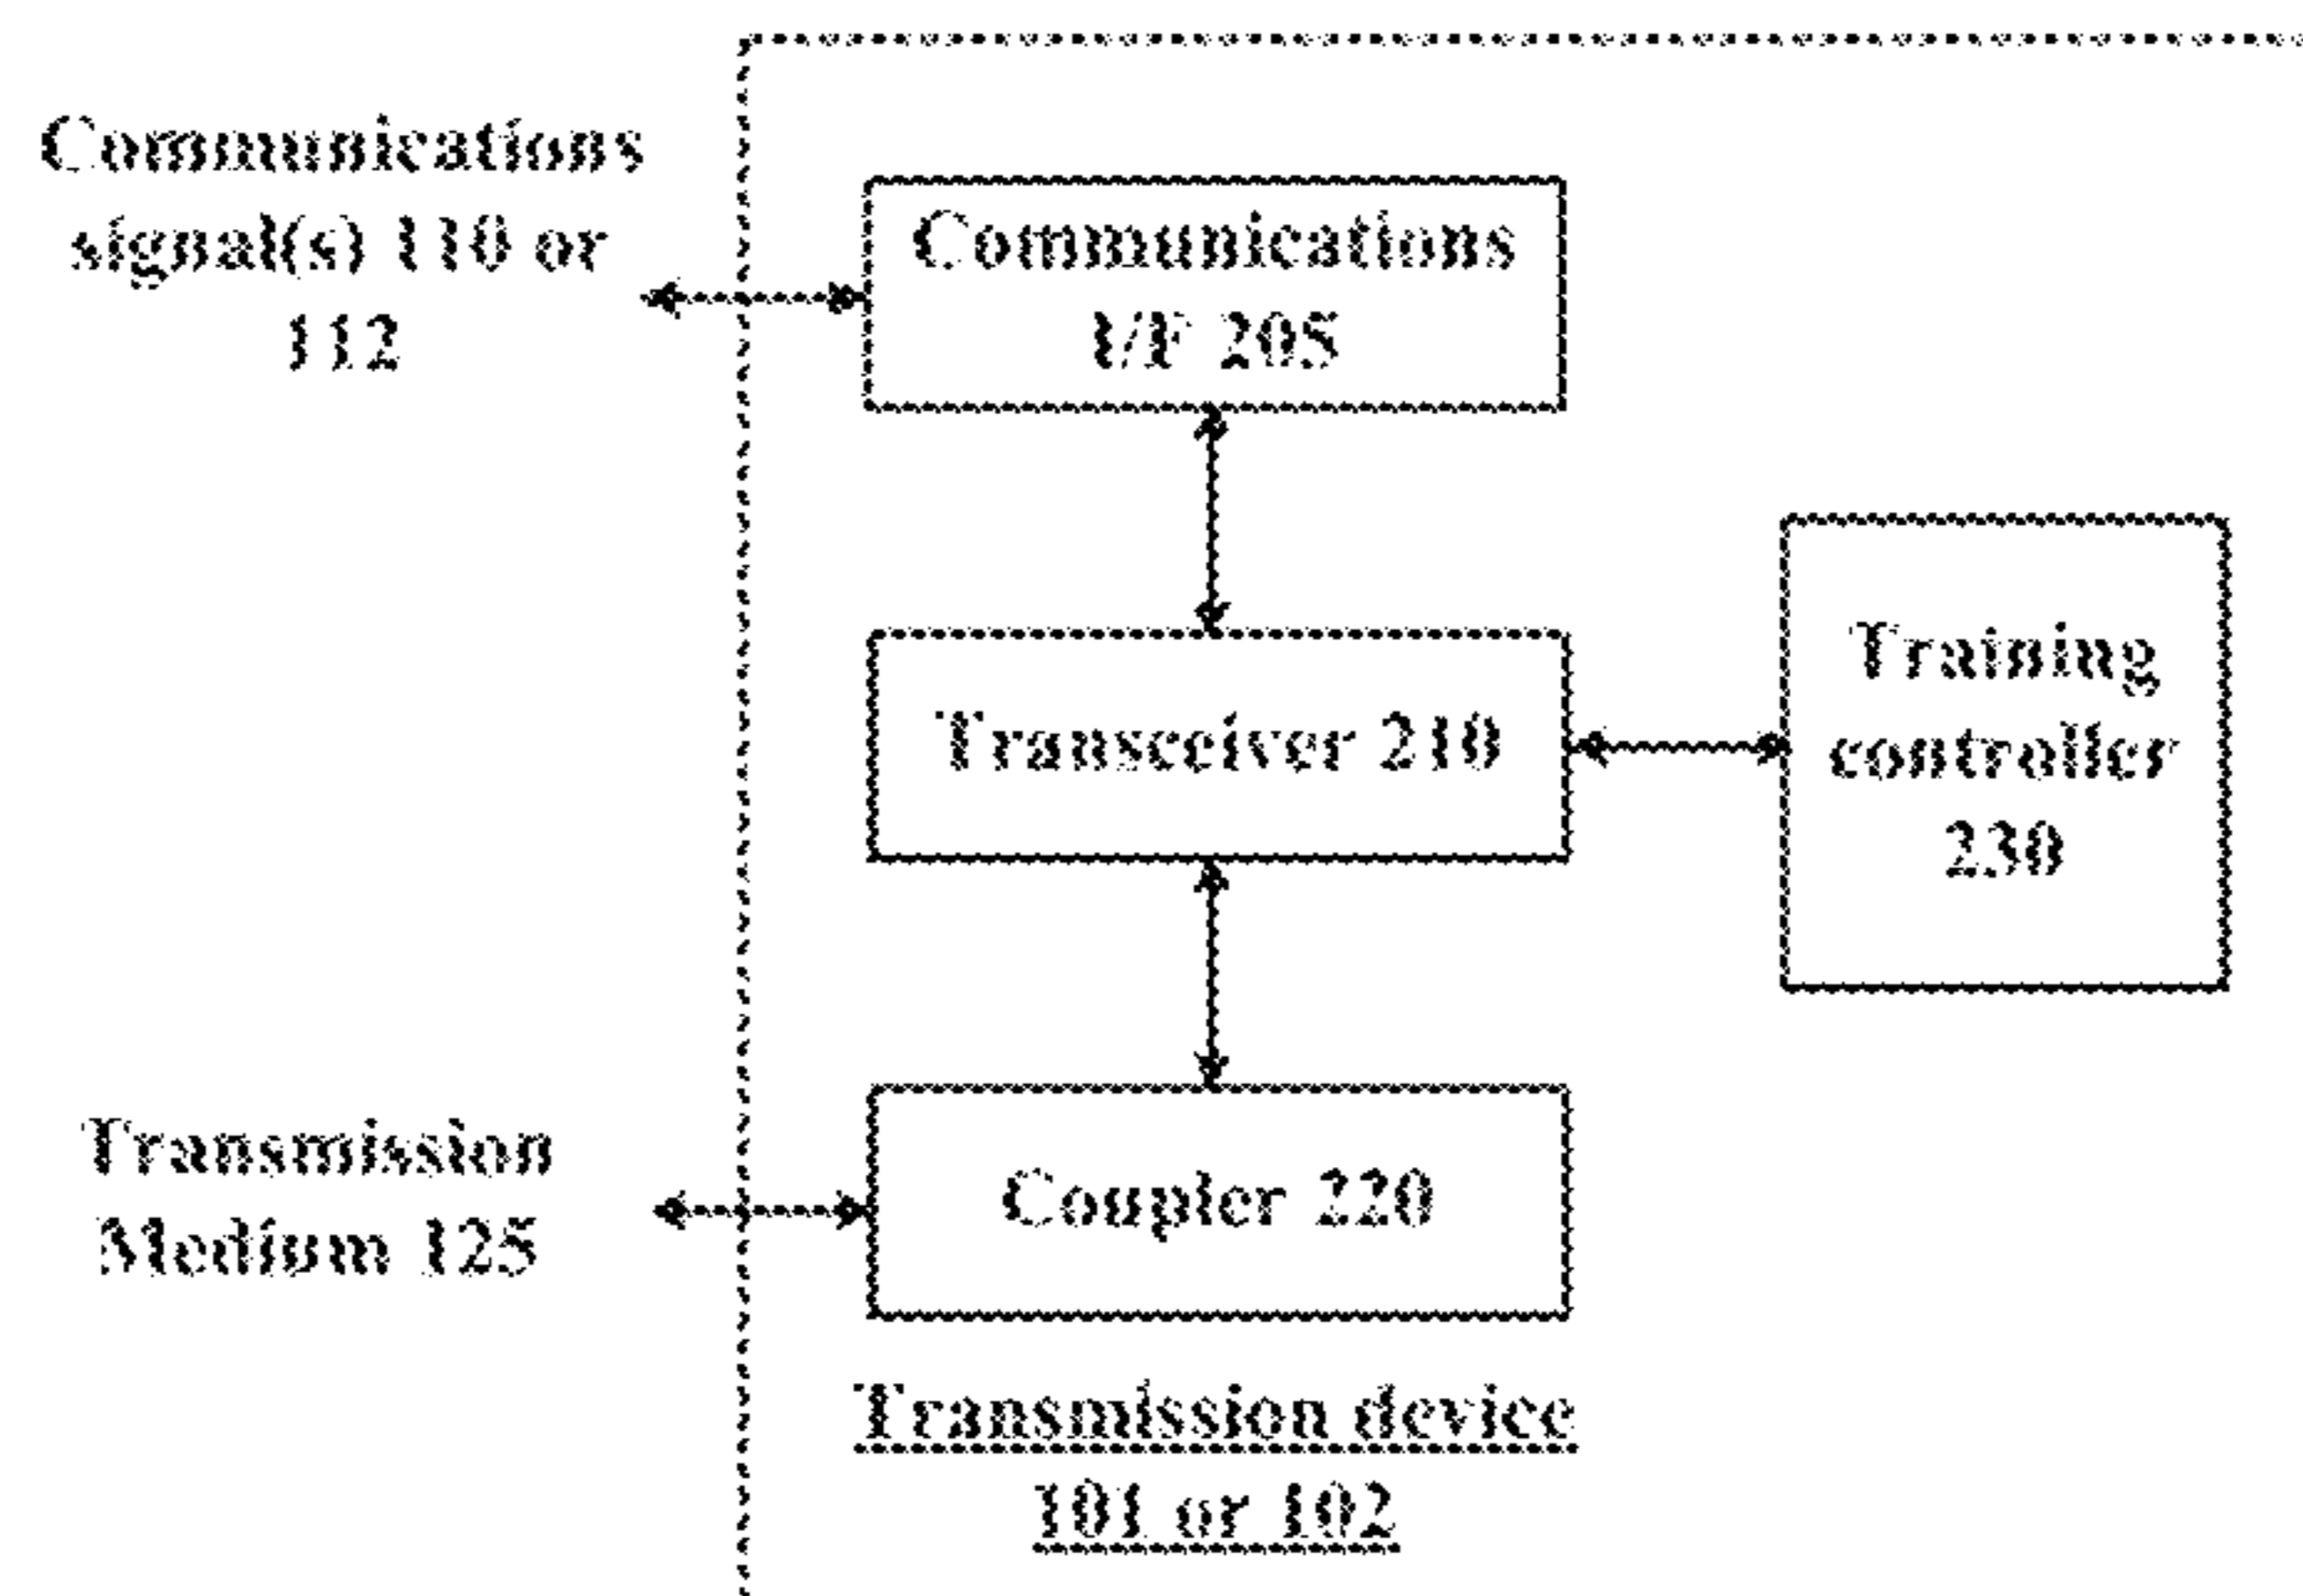 Communications
signal(s) 110 or
112
Communications
I/F 205
Transceiver 210
Training
controller
230
Transmission
Medium 125
Coupler 220
Transmission device
101 or 102